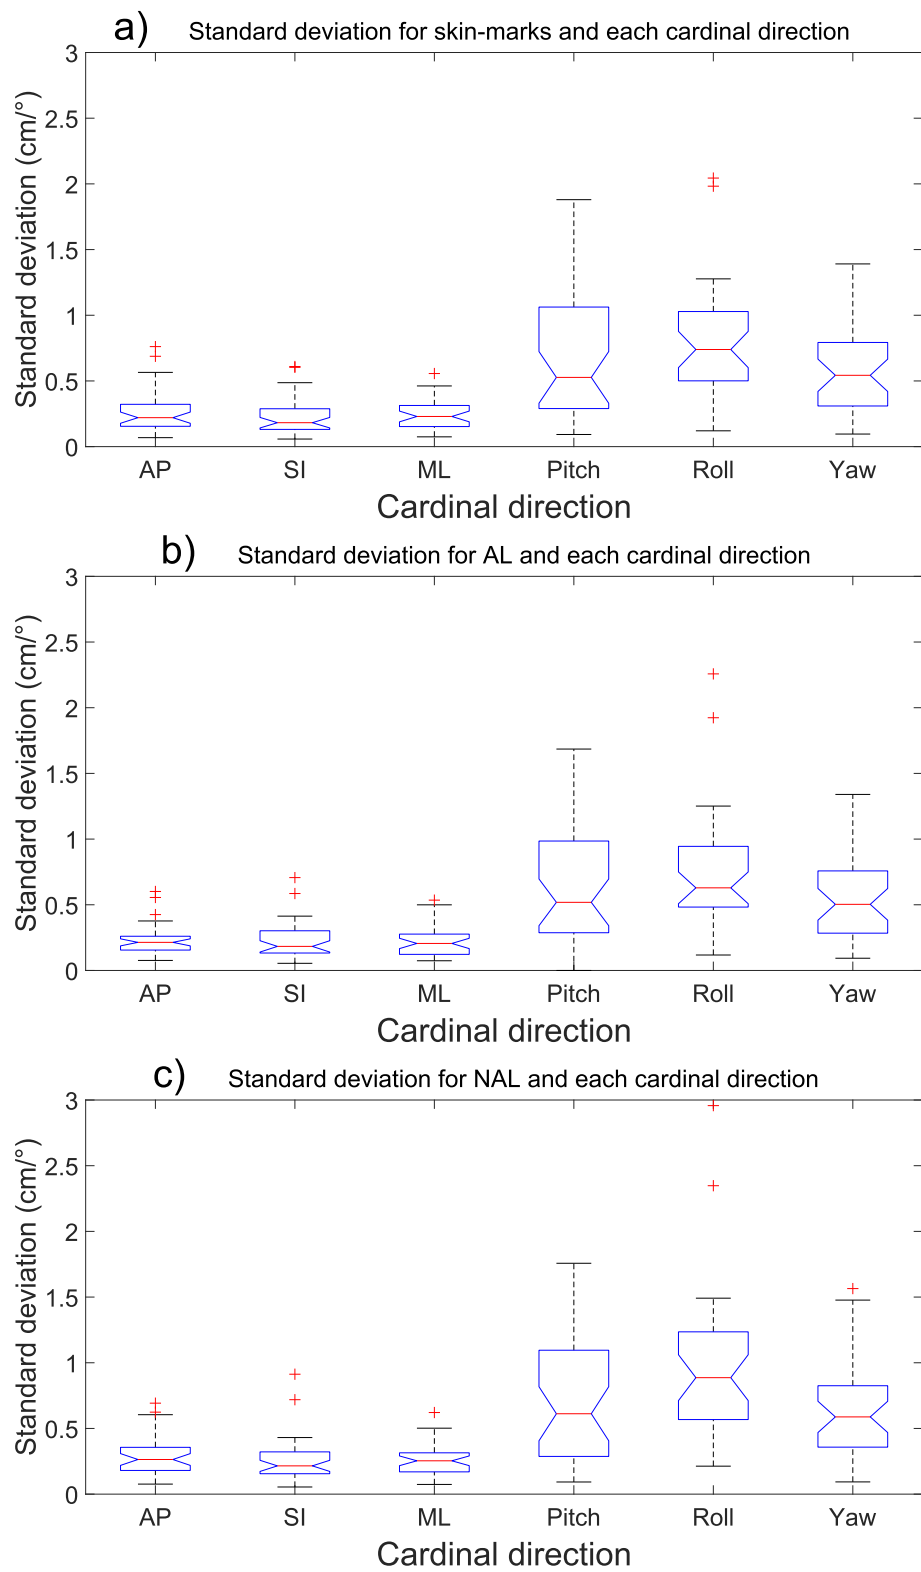 a) Standard deviation for skin-marks and each cardinal direction
Standard deviation (cm/°)
3
2.5
2
1.5
1
0.5
0
AP SI ML Pitch Roll Yaw
Cardinal direction
b) Standard deviation for AL and each cardinal direction
Standard deviation (cm/°)
3
2.5
2
1.5
1
0.5
0
AP SI ML Pitch Roll Yaw
Cardinal direction
c) Standard deviation for NAL and each cardinal direction
Standard deviation (cm/°)
3
2.5
2
1.5
1
0.5
0
AP SI ML Pitch Roll Yaw
Cardinal direction